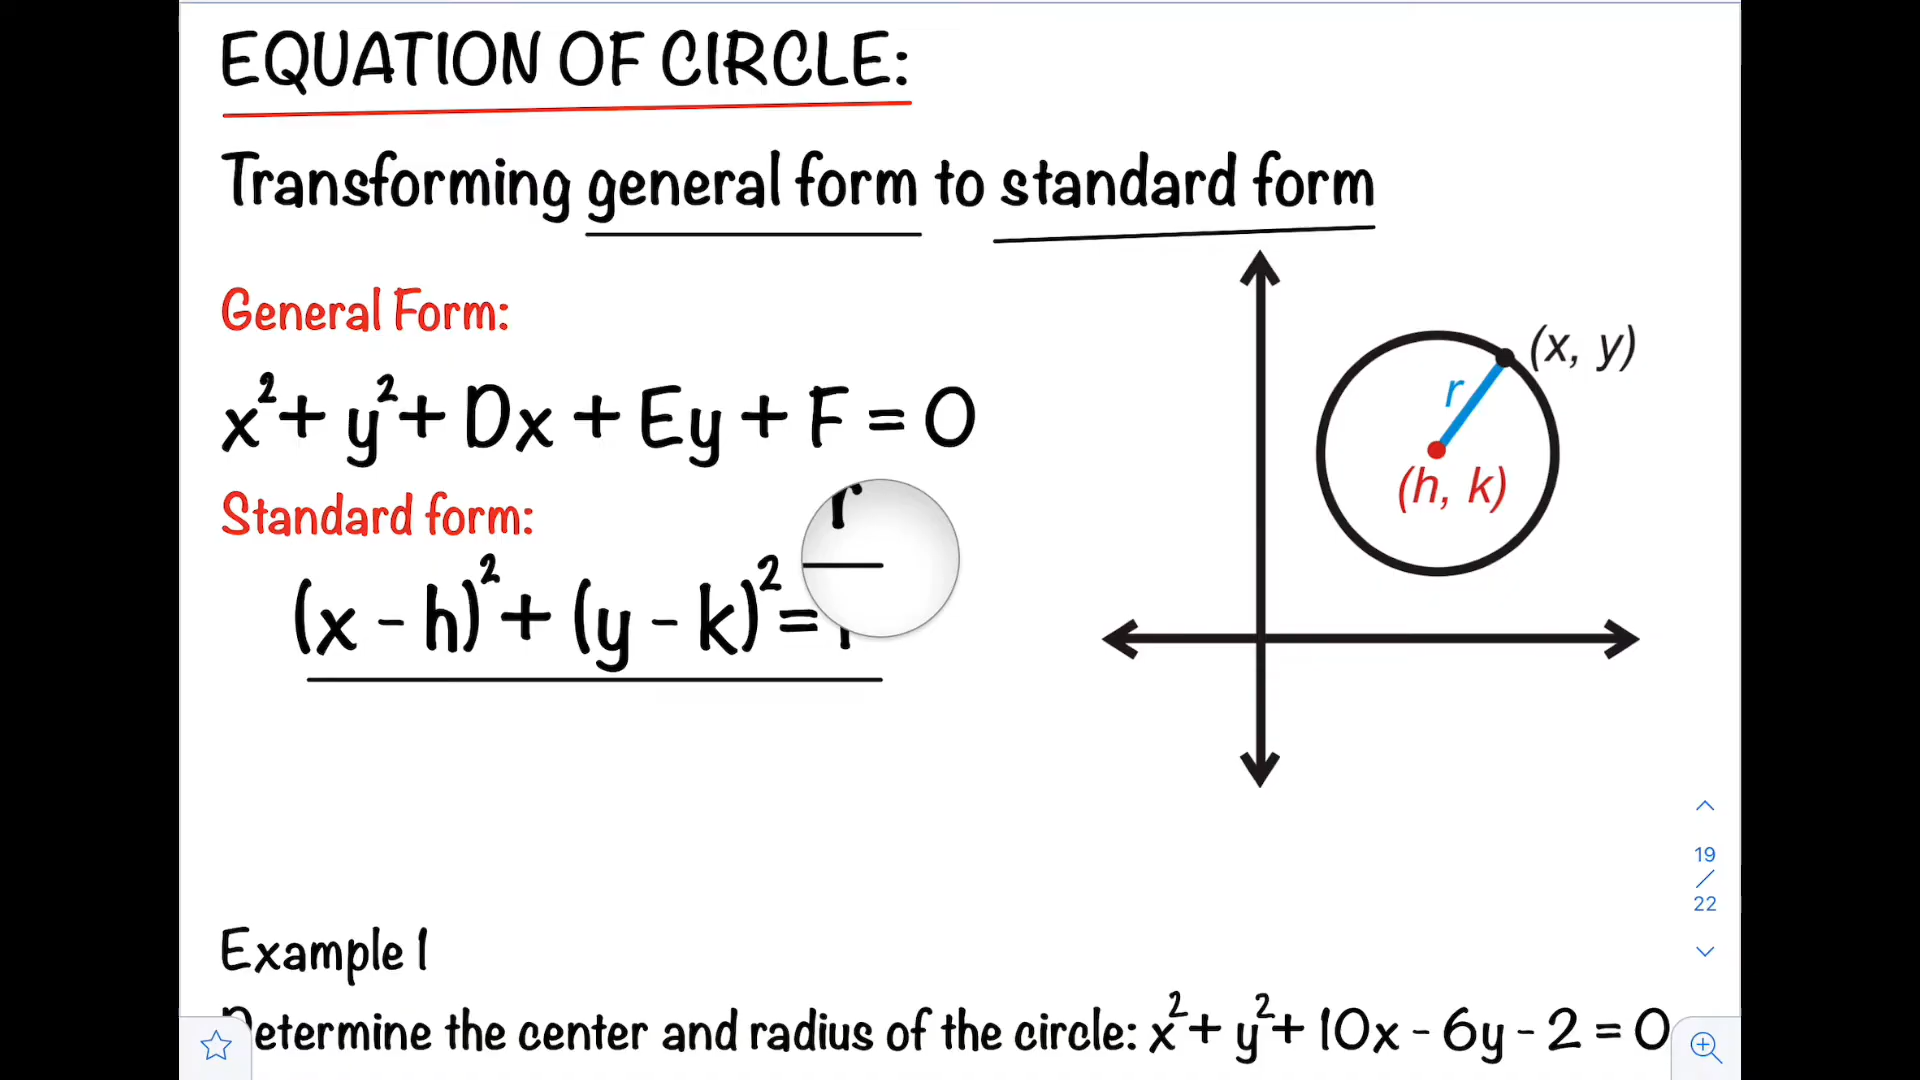 EQUATION OF CIRCLE:
Transforming general form to standard form
General Form:
x²+ y²+ Dx + Ey + F = 0
Standard form:
r
(x - h)²+ (y - k)²=
(x, y)
r
(h, k)
19
/
22
Example 1
Determine the center and radius of the circle: x²+ y²+ 10x - 6y - 2 = 0